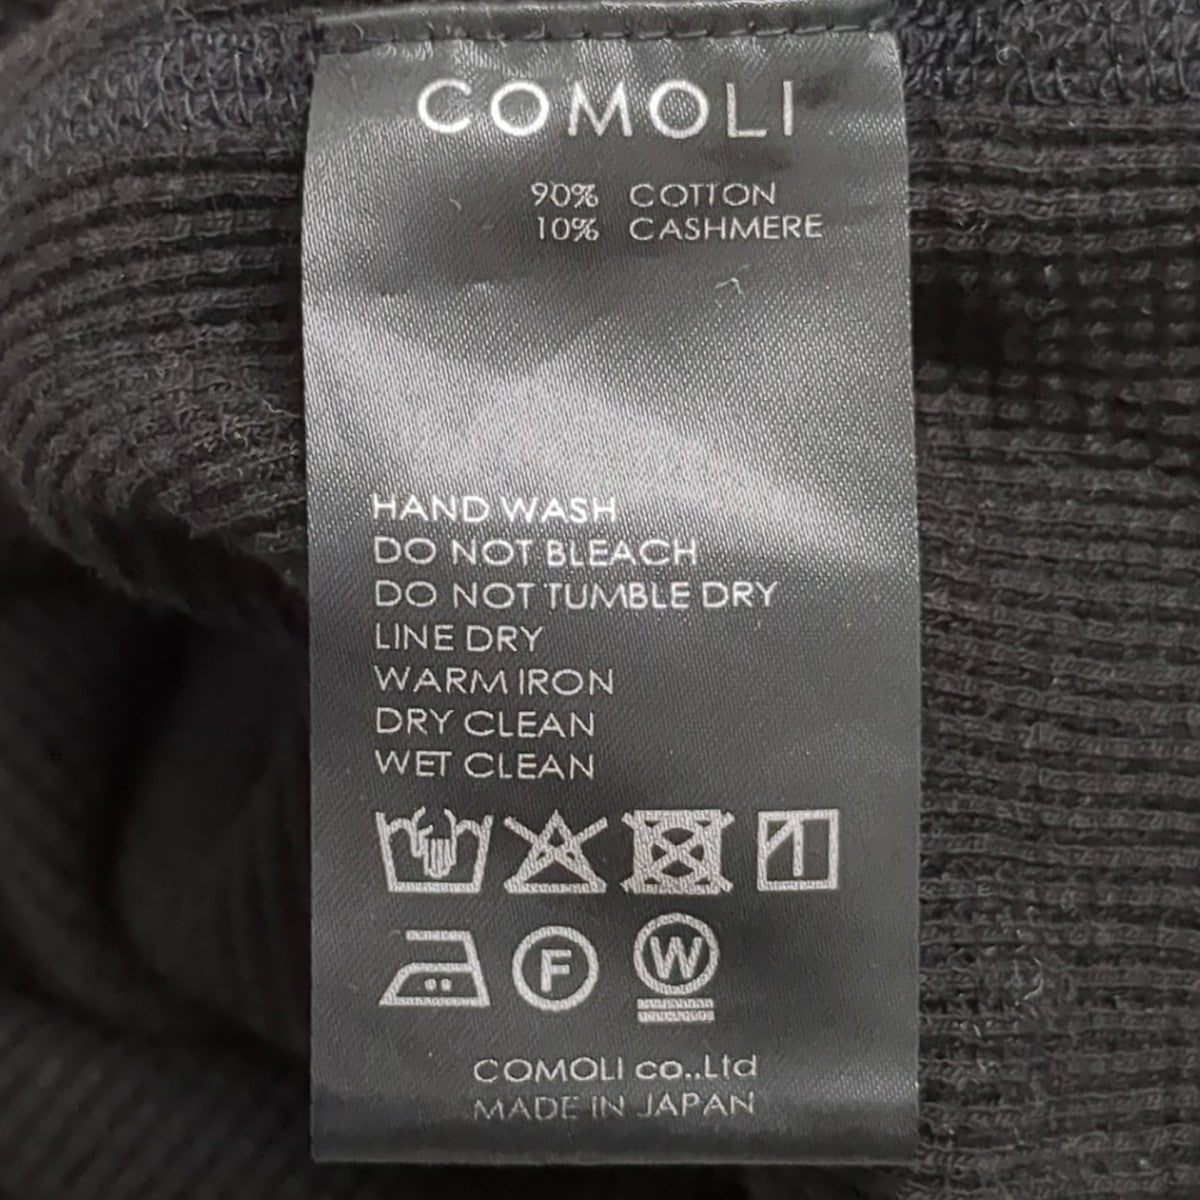 COMOLI
90% COTTON
10% CASHMERE
HAND WASH
DO NOT BLEACH
DO NOT TUMBLE DRY
LINE DRY
WARM IRON
DRY CLEAN
WET CLEAN
F W
COMOLI co.,Ltd
MADE IN JAPAN